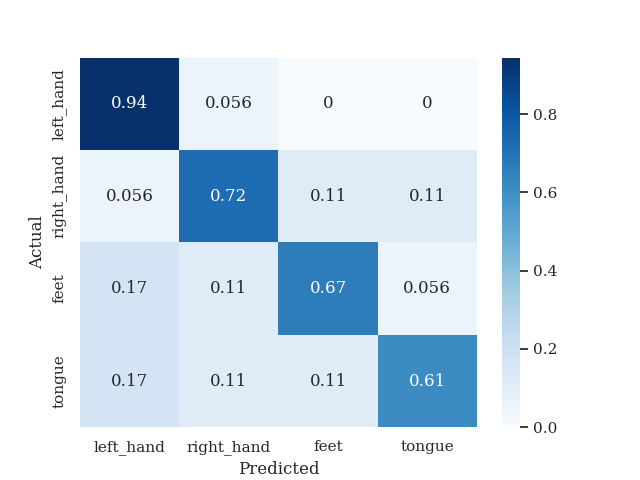 Actual
left_hand 0.94 0.056 0 0
right_hand 0.056 0.72 0.11 0.11
feet 0.17 0.11 0.67 0.056
tongue 0.17 0.11 0.11 0.61
left_hand right_hand feet tongue
Predicted
0.8
0.6
0.4
0.2
0.0